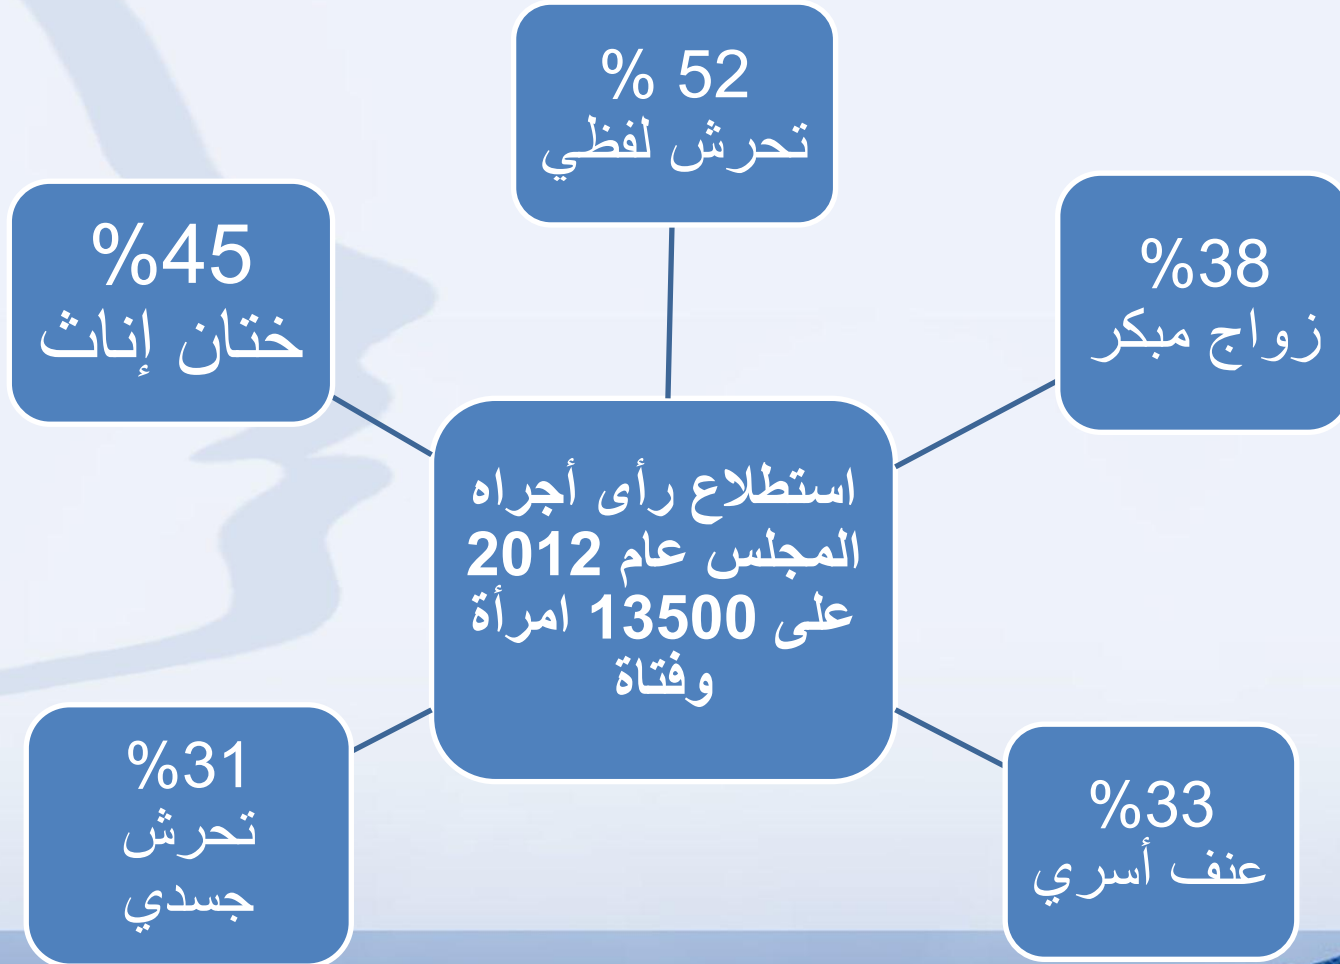 % 52
تحرش لفظي
%38
زواج مبكر
%45
ختان إناث
استطلاع رأى أجراه
المجلس عام 2012
على 13500 امرأة
وفتاة
%33
عنف أسري
%31
تحرش
جسدي